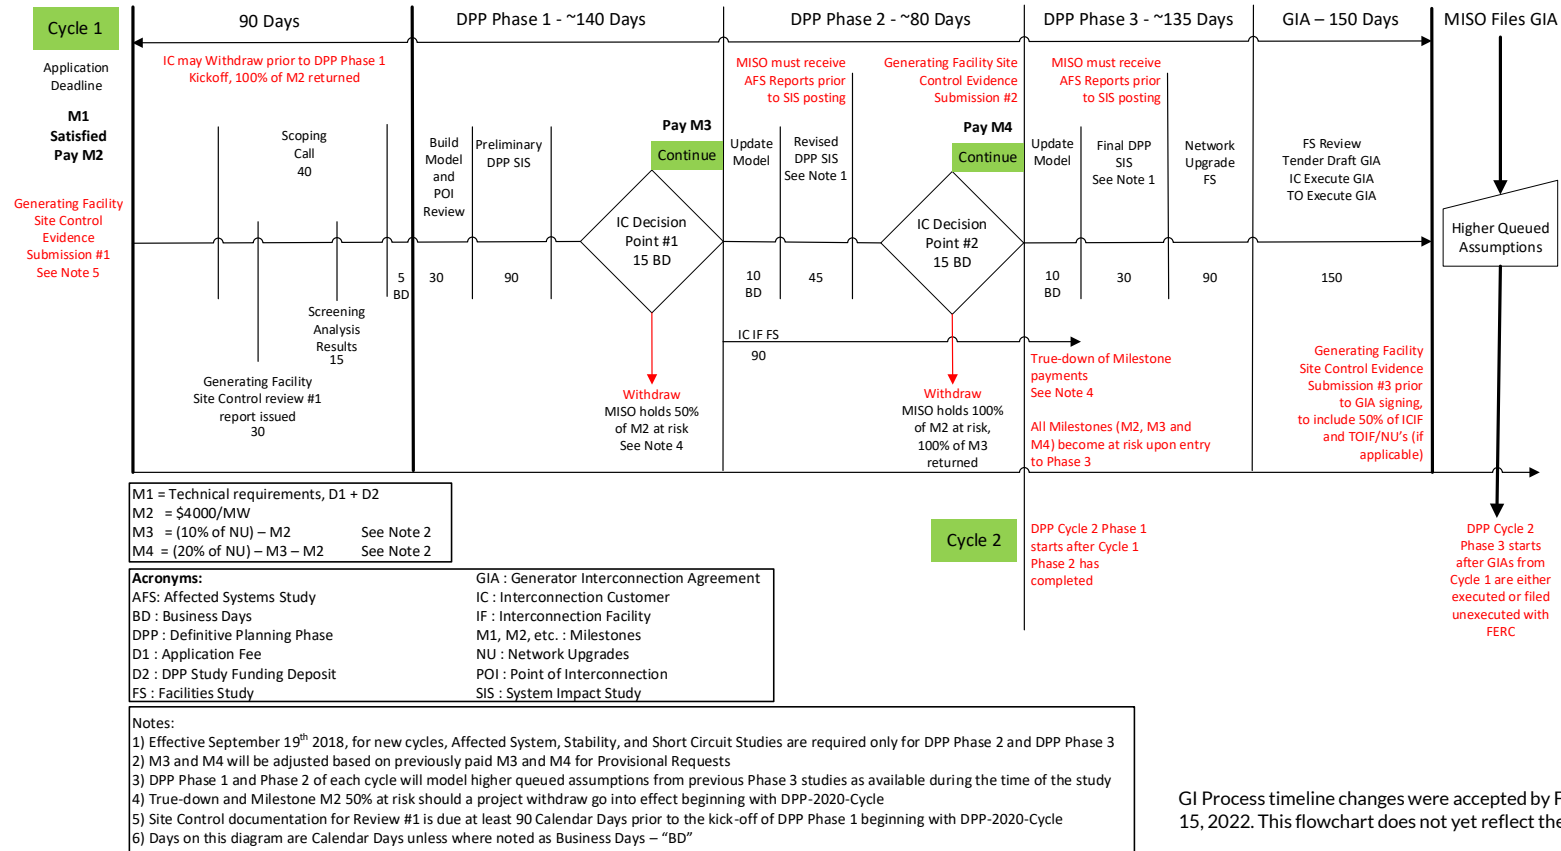 Cycle 1
90 Days
DPP Phase 1 - ~140 Days
DPP Phase 2 - ~80 Days
DPP Phase 3 - ~135 Days
GIA – 150 Days
MISO Files GIA
Application
Deadline
M1
Satisfied
Pay M2
Generating Facility
Site Control
Evidence
Submission #1
See Note 5
IC may Withdraw prior to DPP Phase 1
Kickoff, 100% of M2 returned
Scoping
Call
40
Screening
Analysis
Results
15
Generating Facility
Site Control review #1
report issued
30
5
BD
Build
Model
and
POI
Review
30
Preliminary
DPP SIS
90
Pay M3
Continue
IC Decision
Point #1
15 BD
Withdraw
MISO holds 50%
of M2 at risk
See Note 4
MISO must receive
AFS Reports prior
to SIS posting
Update
Model
10
BD
Revised
DPP SIS
See Note 1
45
IC IF FS
90
Generating Facility Site
Control Evidence
Submission #2
Pay M4
Continue
IC Decision
Point #2
15 BD
Withdraw
MISO holds 100%
of M2 at risk,
100% of M3
returned
MISO must receive
AFS Reports prior
to SIS posting
Update
Model
10
BD
Final DPP
SIS
See Note 1
30
Network
Upgrade
FS
90
True-down of Milestone
payments
See Note 4
All Milestones (M2, M3 and
M4) become at risk upon entry
to Phase 3
FS Review
Tender Draft GIA
IC Execute GIA
TO Execute GIA
150
Generating Facility
Site Control Evidence
Submission #3 prior
to GIA signing,
to include 50% of ICIF
and TOIF/NU's (if
applicable)
Higher Queued
Assumptions
Cycle 2
DPP Cycle 2 Phase 1
starts after Cycle 1
Phase 2 has
completed
DPP Cycle 2
Phase 3 starts
after GIAs from
Cycle 1 are either
executed or filed
unexecuted with
FERC
M1 = Technical requirements, D1 + D2
M2 = $4000/MW
M3 = (10% of NU) – M2 See Note 2
M4 = (20% of NU) – M3 – M2 See Note 2
Acronyms:
AFS: Affected Systems Study
BD : Business Days
DPP : Definitive Planning Phase
D1 : Application Fee
D2 : DPP Study Funding Deposit
FS : Facilities Study
GIA : Generator Interconnection Agreement
IC : Interconnection Customer
IF : Interconnection Facility
M1, M2, etc. : Milestones
NU : Network Upgrades
POI : Point of Interconnection
SIS : System Impact Study
Notes:
1) Effective September 19th 2018, for new cycles, Affected System, Stability, and Short Circuit Studies are required only for DPP Phase 2 and DPP Phase 3
2) M3 and M4 will be adjusted based on previously paid M3 and M4 for Provisional Requests
3) DPP Phase 1 and Phase 2 of each cycle will model higher queued assumptions from previous Phase 3 studies as available during the time of the study
4) True-down and Milestone M2 50% at risk should a project withdraw go into effect beginning with DPP-2020-Cycle
5) Site Control documentation for Review #1 is due at least 90 Calendar Days prior to the kick-off of DPP Phase 1 beginning with DPP-2020-Cycle
6) Days on this diagram are Calendar Days unless where noted as Business Days – "BD"
GI Process timeline changes were accepted by
15, 2022. This flowchart does not yet reflect the